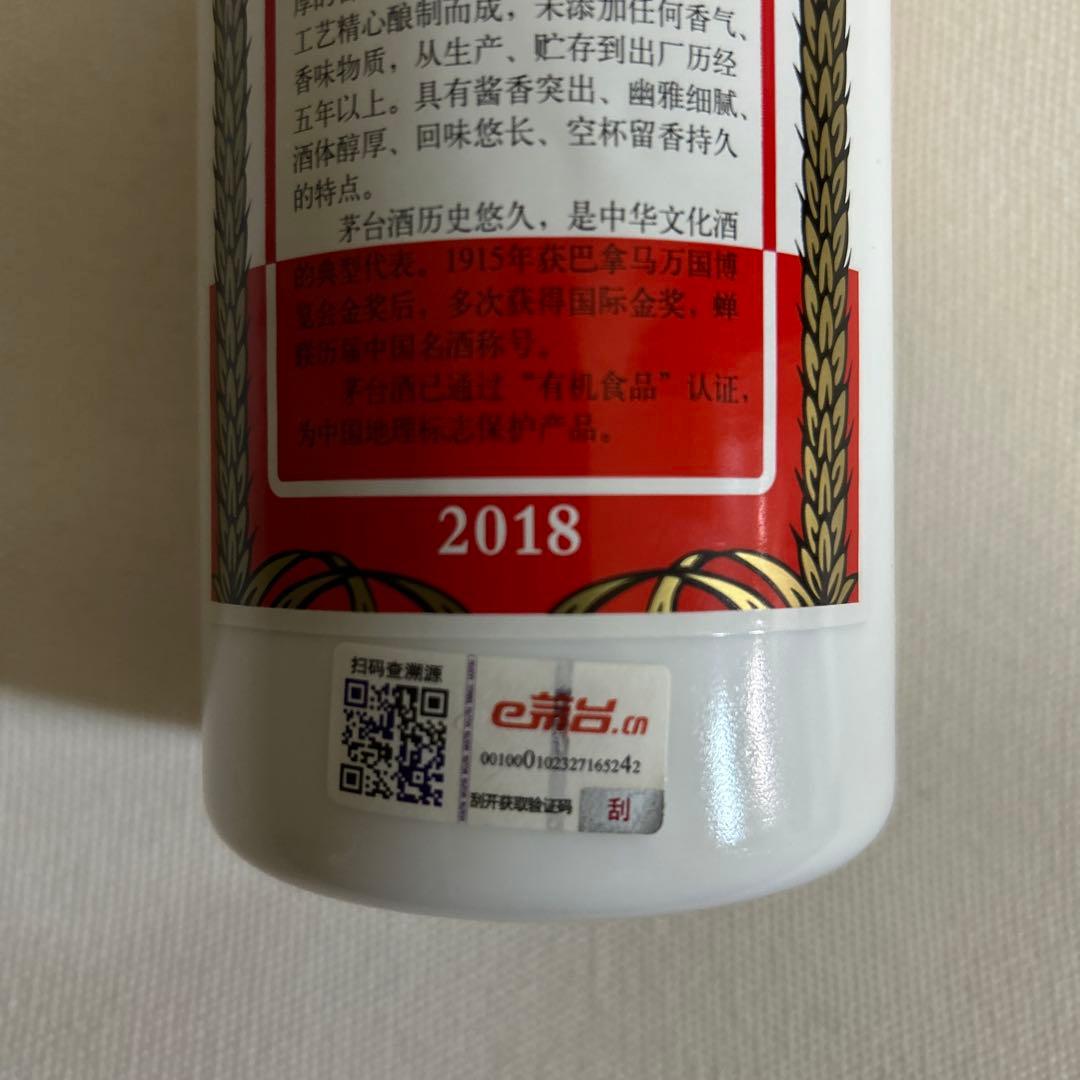 工艺精心酿制而成，未添加任何香气、
香味物质，从生产、贮存到出厂历经
五年以上。具有酱香突出、幽雅细腻、
酒体醇厚、回味悠长、空杯留香持久
的特点。
茅台酒历史悠久，是中华文化酒
的典型代表。1915年获巴拿马万国博
览会金奖后，多次获得国际金奖，蝉
联历届中国名酒称号。
茅台酒已通过“有机食品”认证，
为中国地理标志保护产品。
2018
扫码查溯源
e茅台.cn
001000102327165242
刮开获取验证码
刮